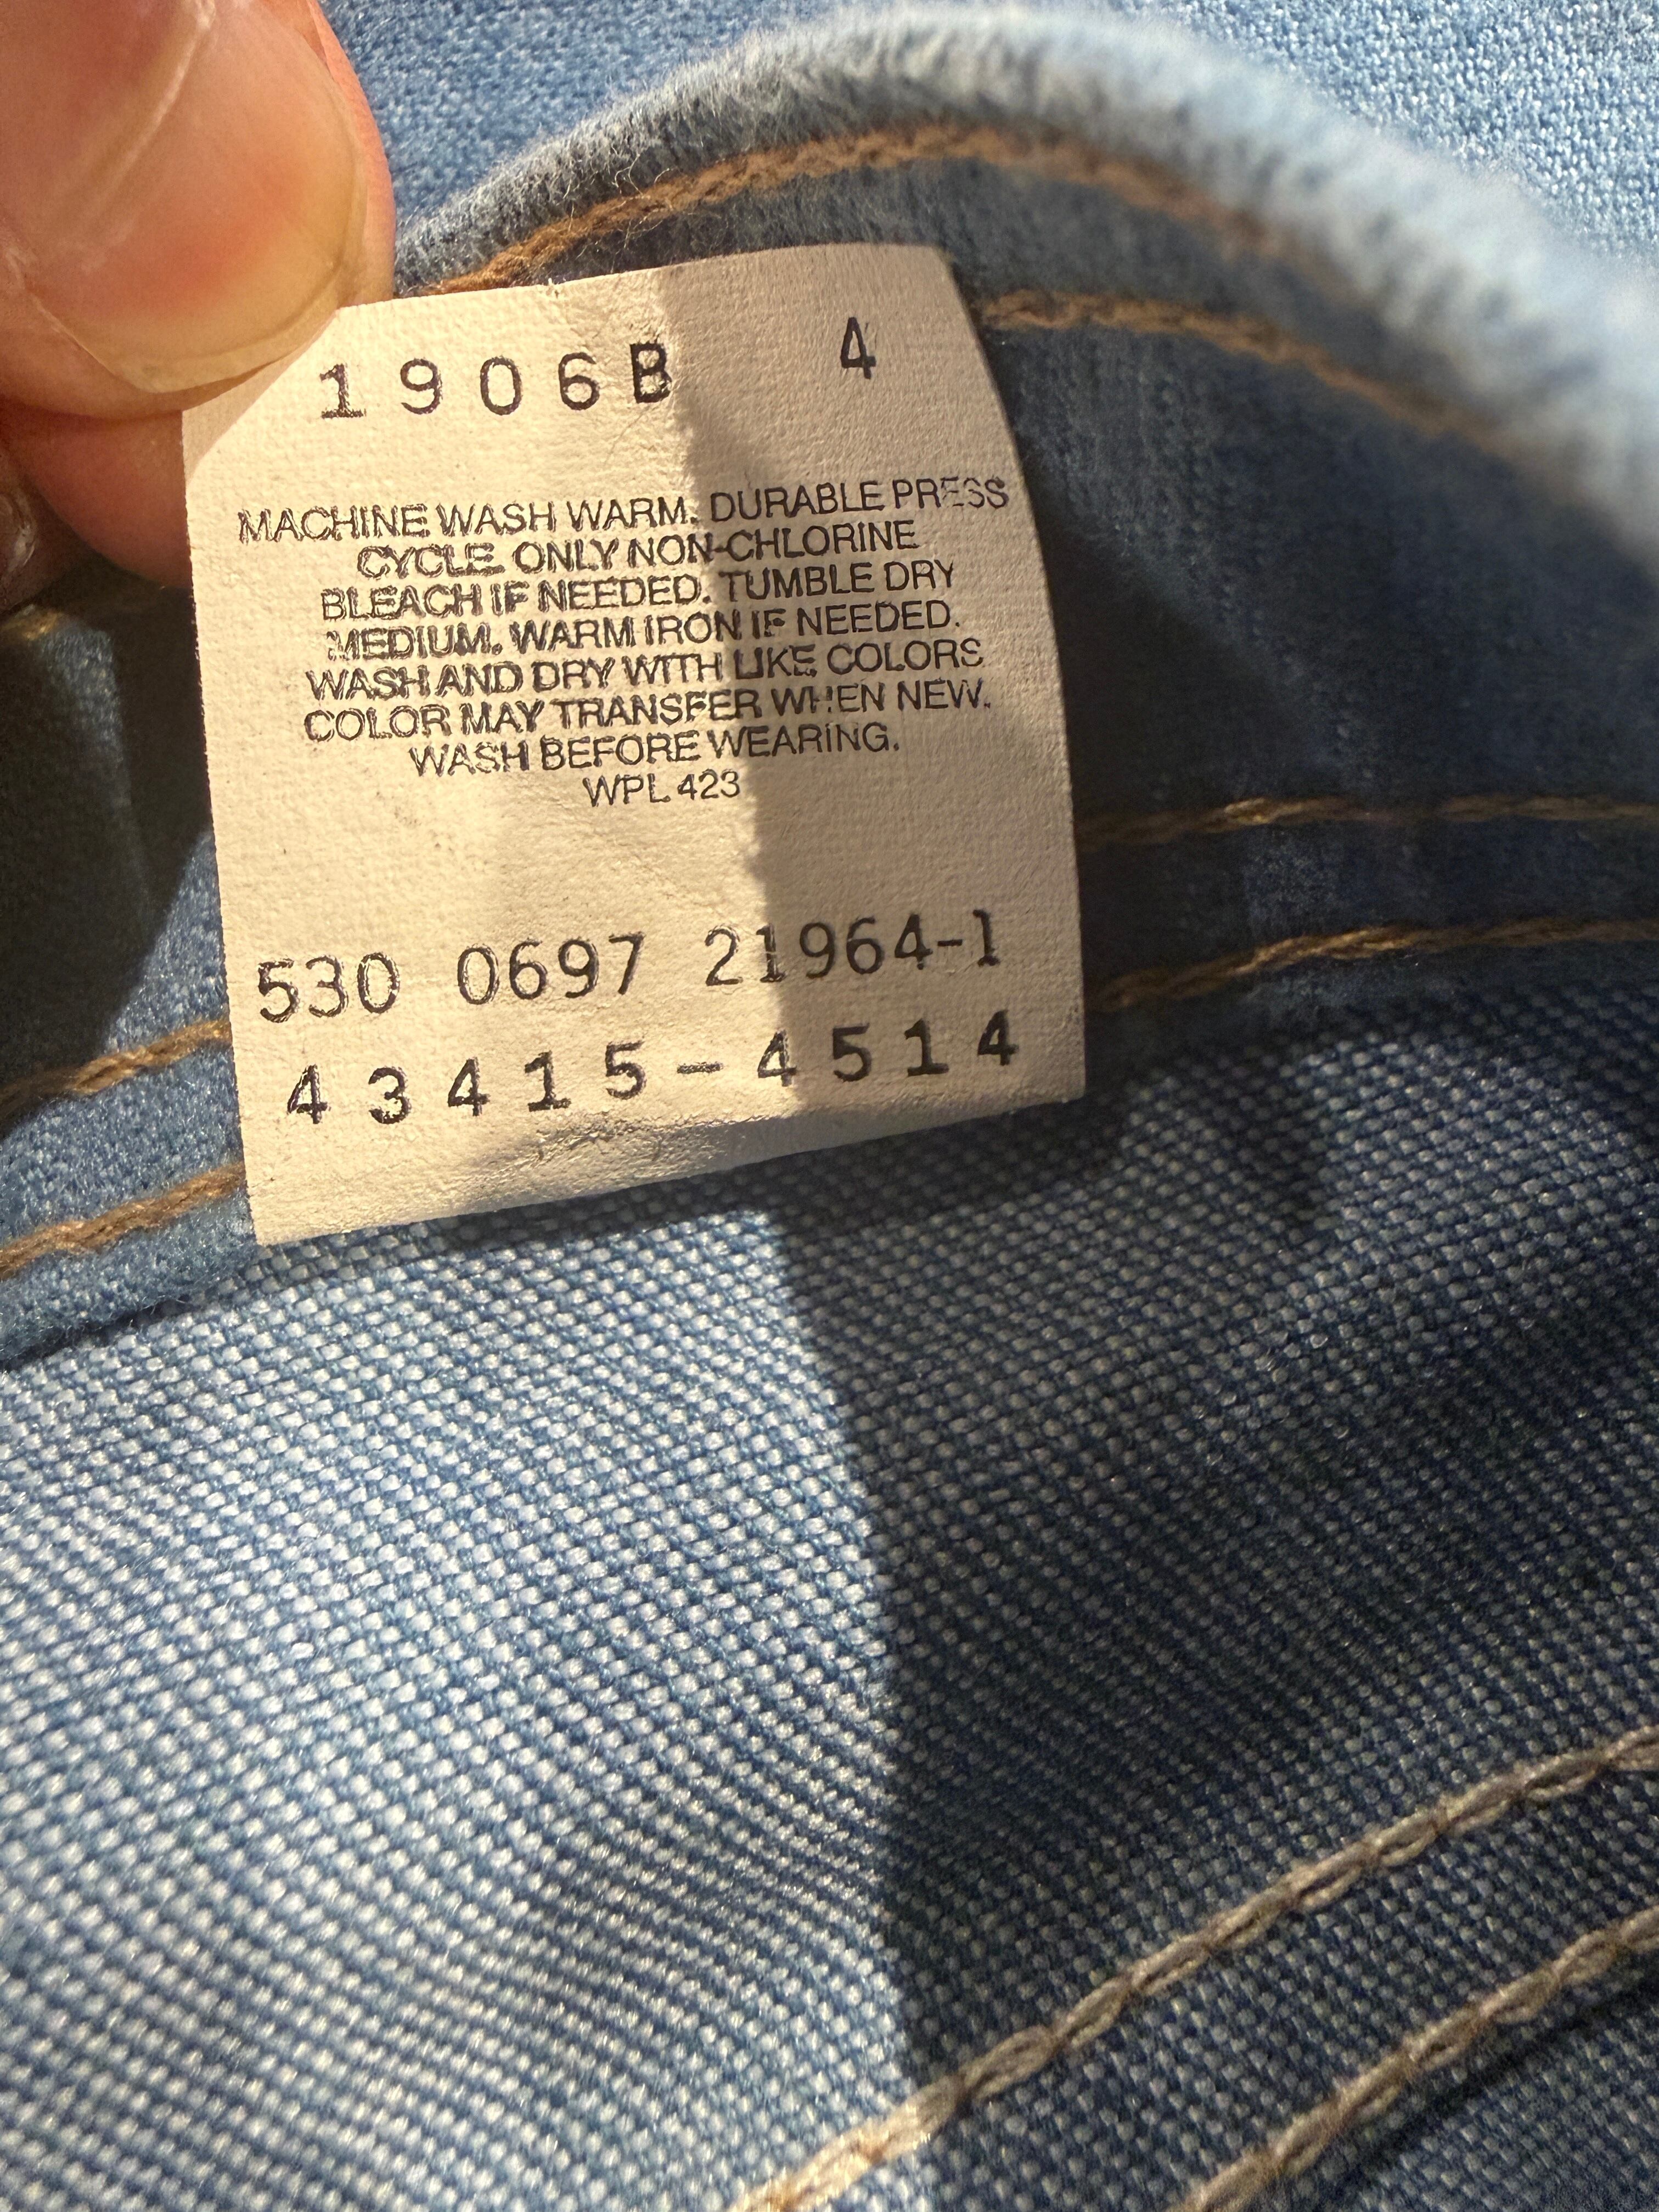 1906B 4
MACHINE WASH WARM. DURABLE PRESS
CYCLE. ONLY NON-CHLORINE
BLEACH IF NEEDED. TUMBLE DRY
MEDIUM. WARM IRON IF NEEDED.
WASH AND DRY WITH LIKE COLORS
COLOR MAY TRANSFER WHEN NEW.
WASH BEFORE WEARING.
WPL 423
530 0697 21964-1
43415-4514